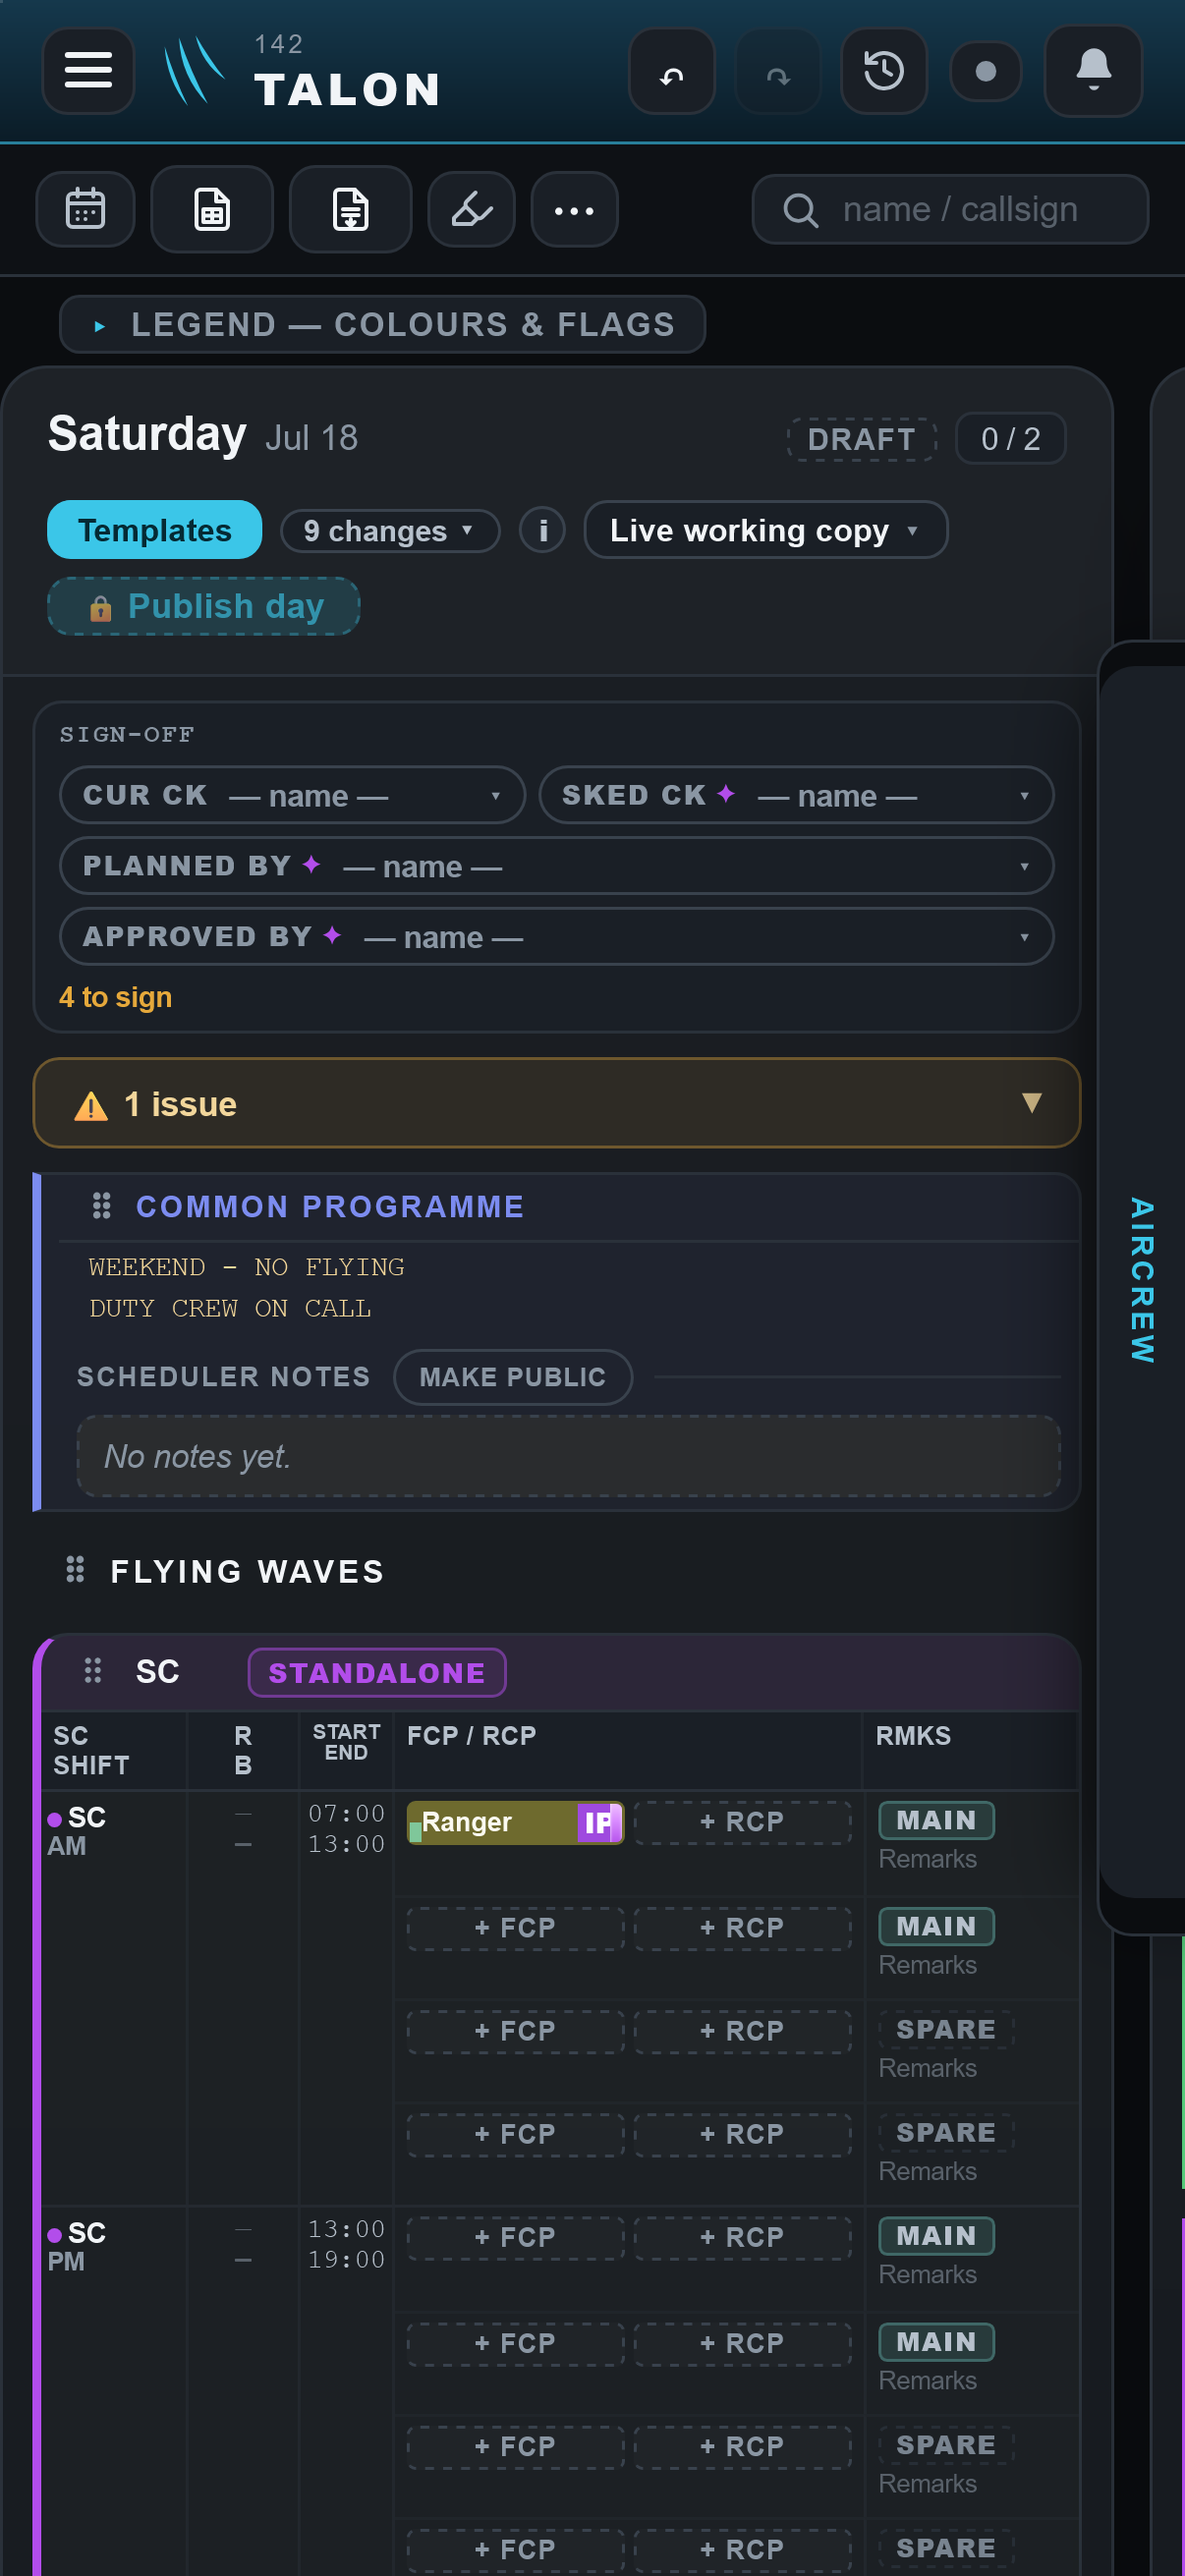 142
TALON
name / callsign
LEGEND — COLOURS & FLAGS
Saturday Jul 18
DRAFT
0 / 2
Templates
9 changes
i
Live working copy
Publish day
SIGN-OFF
CUR CK — name —
SKED CK — name —
PLANNED BY — name —
APPROVED BY — name —
4 to sign
1 issue
COMMON PROGRAMME
WEEKEND - NO FLYING
DUTY CREW ON CALL
SCHEDULER NOTES MAKE PUBLIC
No notes yet.
AIRCREW
FLYING WAVES
SC STANDALONE
SC
SHIFT
R
B
START
END
FCP / RCP
RMKS
SC
AM
—
—
07:00
13:00
Ranger IP
+ RCP
MAIN
Remarks
+ FCP
+ RCP
MAIN
Remarks
+ FCP
+ RCP
SPARE
Remarks
+ FCP
+ RCP
SPARE
Remarks
SC
PM
—
—
13:00
19:00
+ FCP
+ RCP
MAIN
Remarks
+ FCP
+ RCP
MAIN
Remarks
+ FCP
+ RCP
SPARE
Remarks
+ FCP
+ RCP
SPARE